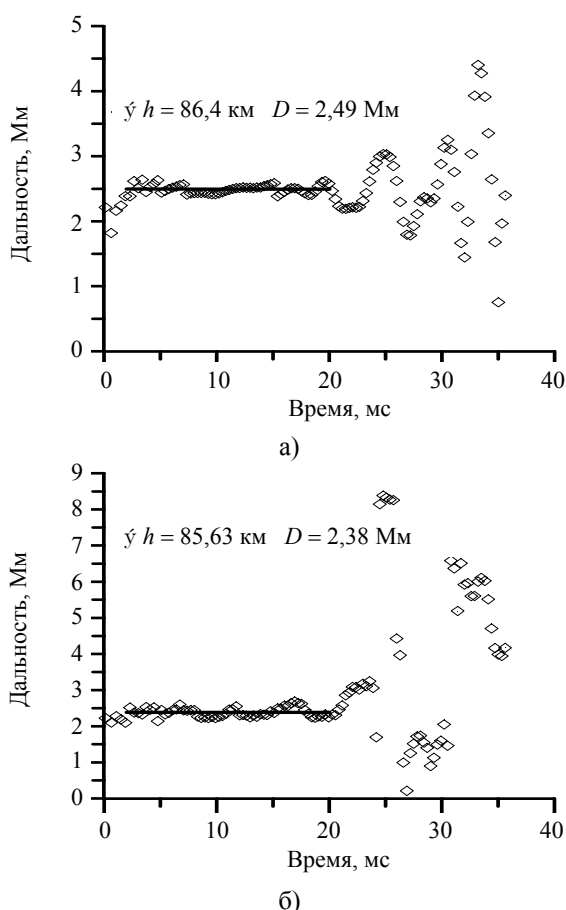 5
Дальность, Мм
4
ý h = 86,4 км D = 2,49 Мм
3
2
1
0
0 10 20 30 40
Время, мс
а)
9
Дальность, Мм
8
ý h = 85,63 км D = 2,38 Мм
7
6
5
4
3
2
1
0
0 10 20 30 40
Время, мс
б)